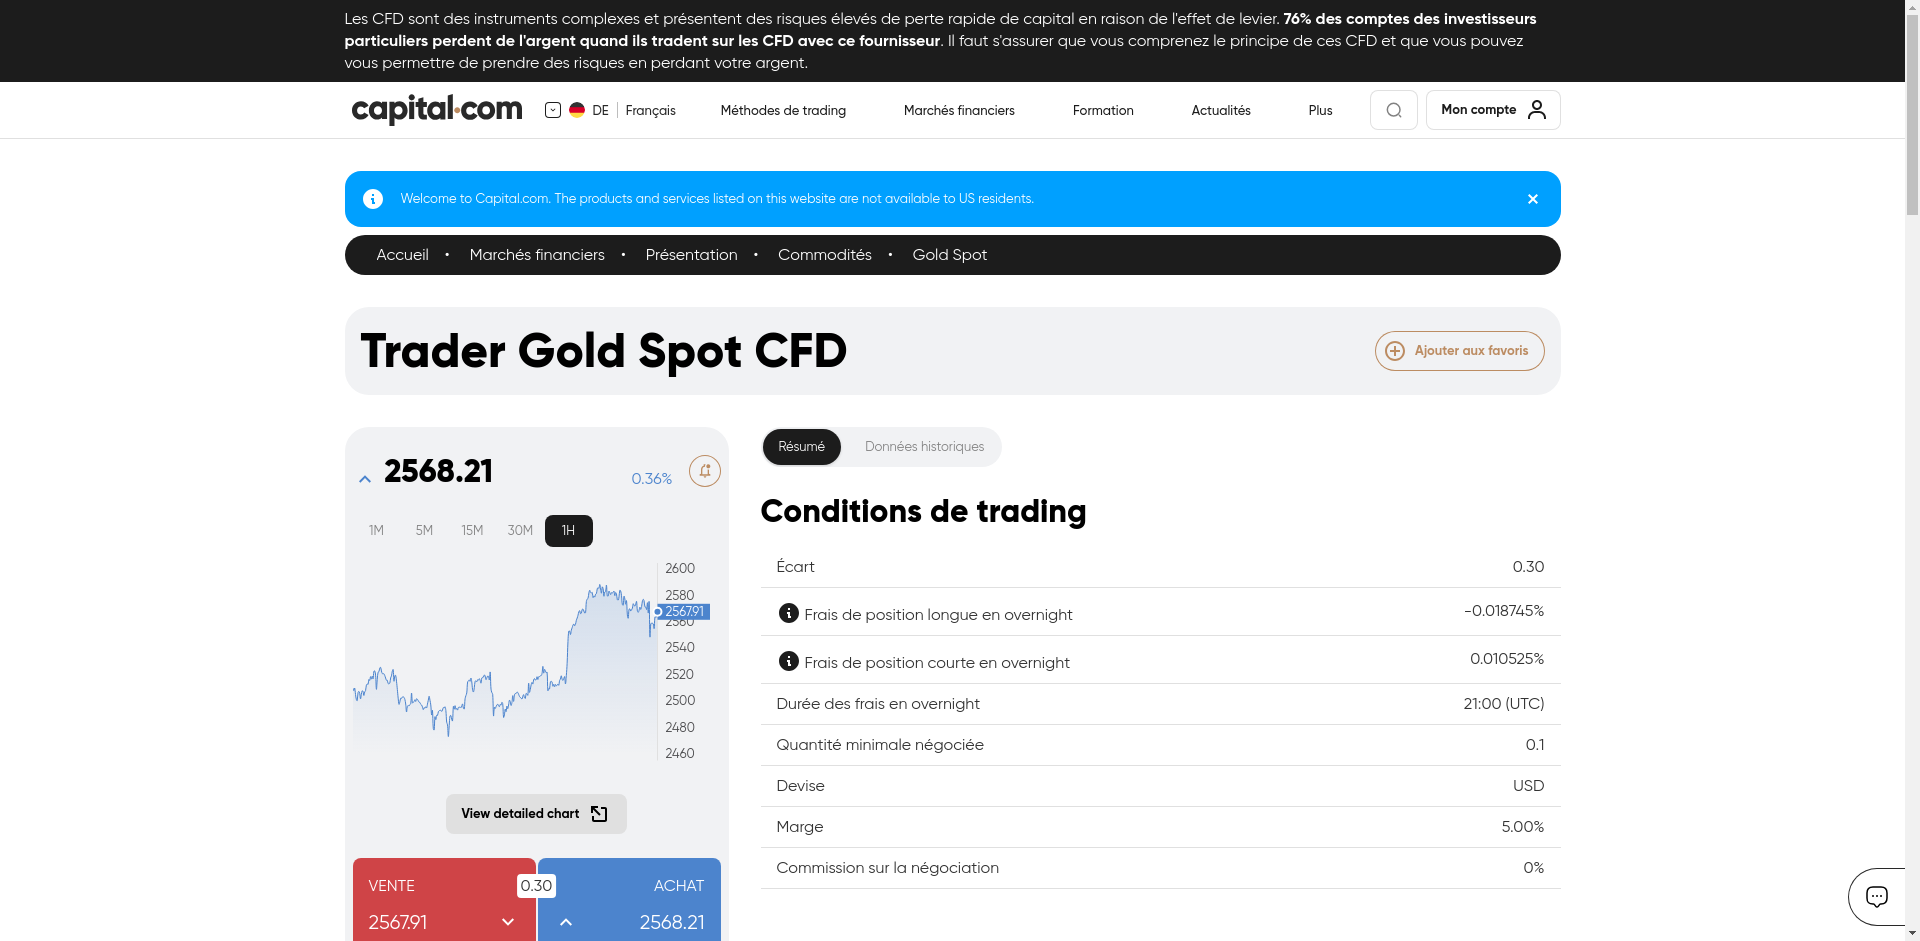 Les CFD sont des instruments complexes et présentent des risques élevés de perte rapide de capital en raison de l'effet de levier. 76% des comptes des investisseurs
particuliers perdent de l'argent quand ils tradent sur les CFD avec ce fournisseur. Il faut s'assurer que vous comprenez le principe de ces CFD et que vous pouvez
vous permettre de prendre des risques en perdant votre argent.
capital.com DE Français Méthodes de trading Marchés financiers Formation Actualités Plus Mon compte
Welcome to Capital.com. The products and services listed on this website are not available to US residents.
Accueil • Marchés financiers • Présentation • Commodités • Gold Spot
Trader Gold Spot CFD
Ajouter aux favoris
2568.21
0.36%
1M 5M 15M 30M 1H
2600
2580
2567.91
2560
2540
2520
2500
2480
2460
View detailed chart
VENTE
2567.91
0.30
ACHAT
2568.21
Résumé Données historiques
Conditions de trading
Écart 0.30
Frais de position longue en overnight -0.018745%
Frais de position courte en overnight 0.010525%
Durée des frais en overnight 21:00 (UTC)
Quantité minimale négociée 0.1
Devise USD
Marge 5.00%
Commission sur la négociation 0%